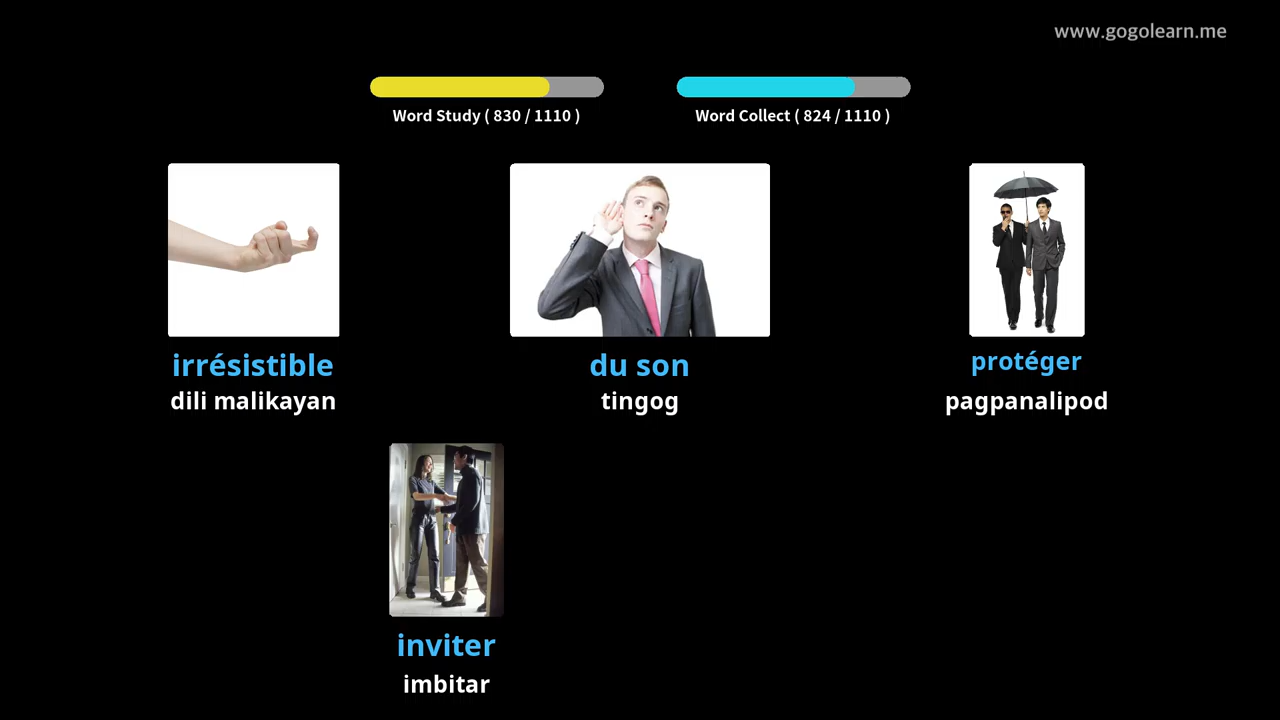 www.gogolearn.me
Word Study ( 830 / 1110 )
Word Collect ( 824 / 1110 )
irrésistible
dili malikayan
du son
tingog
protéger
pagpanalipod
inviter
imbitar